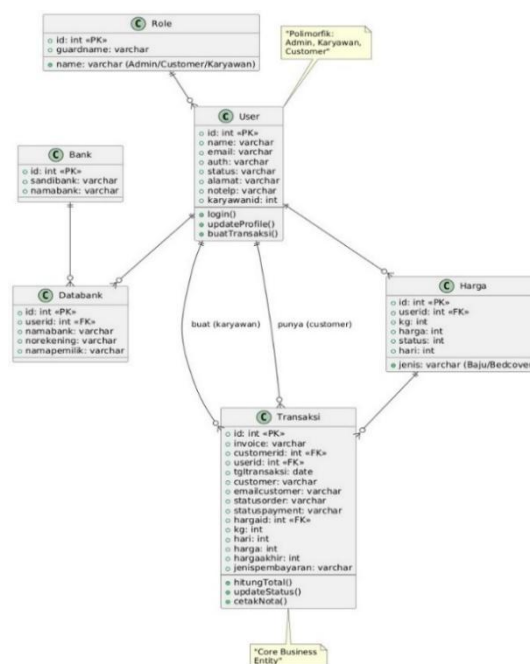 C Role
id: int «PK»
guardname: varchar
name: varchar (Admin/Customer/Karyawan)
"Polimorfik:
Admin, Karyawan,
Customer"
C User
id: int «PK»
name: varchar
email: varchar
auth: varchar
status: varchar
alamat: varchar
notelp: varchar
karyawanid: int
login()
updateProfile()
buatTransaksi()
C Bank
id: int «PK»
sandibank: varchar
namabank: varchar
C Databank
id: int «PK»
userid: int «FK»
namabank: varchar
norekening: varchar
namapemilik: varchar
buat (karyawan)
punya (customer)
C Harga
id: int «PK»
userid: int «FK»
kg: int
harga: int
status: int
hari: int
jenis: varchar (Baju/Bedcover
C Transaksi
id: int «PK»
invoice: varchar
customerid: int «FK»
userid: int «FK»
tgltransaksi: date
customer: varchar
emailcustomer: varchar
statusorder: varchar
statuspayment: varchar
hargaid: int «FK»
kg: int
hari: int
harga: int
hargaakhir: int
jenispembayaran: varchar
hitungTotal()
updateStatus()
cetakNota()
"Core Business
Entity"